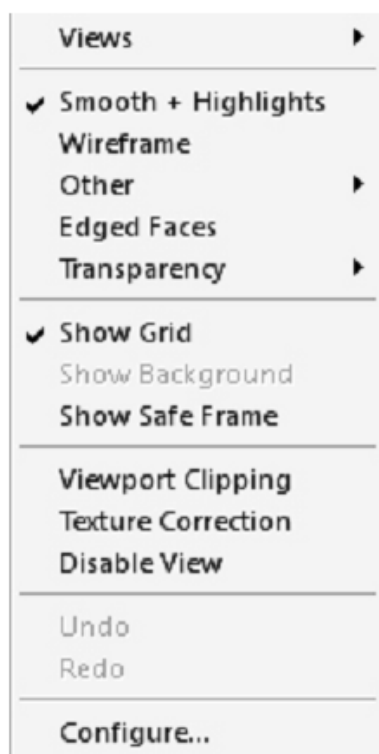 Views
Smooth + Highlights
Wireframe
Other
Edged Faces
Transparency
Show Grid
Show Background
Show Safe Frame
Viewport Clipping
Texture Correction
Disable View
Undo
Redo
Configure...